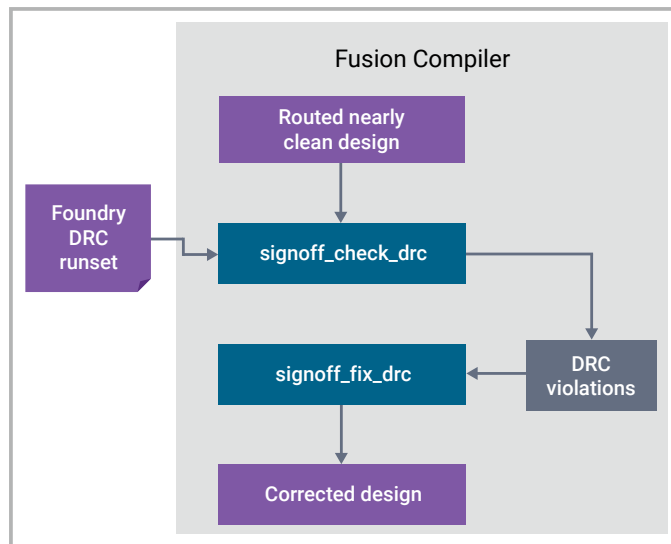 Fusion Compiler
Routed nearly
clean design
Foundry
DRC
runset
signoff_check_drc
signoff_fix_drc
DRC
violations
Corrected design